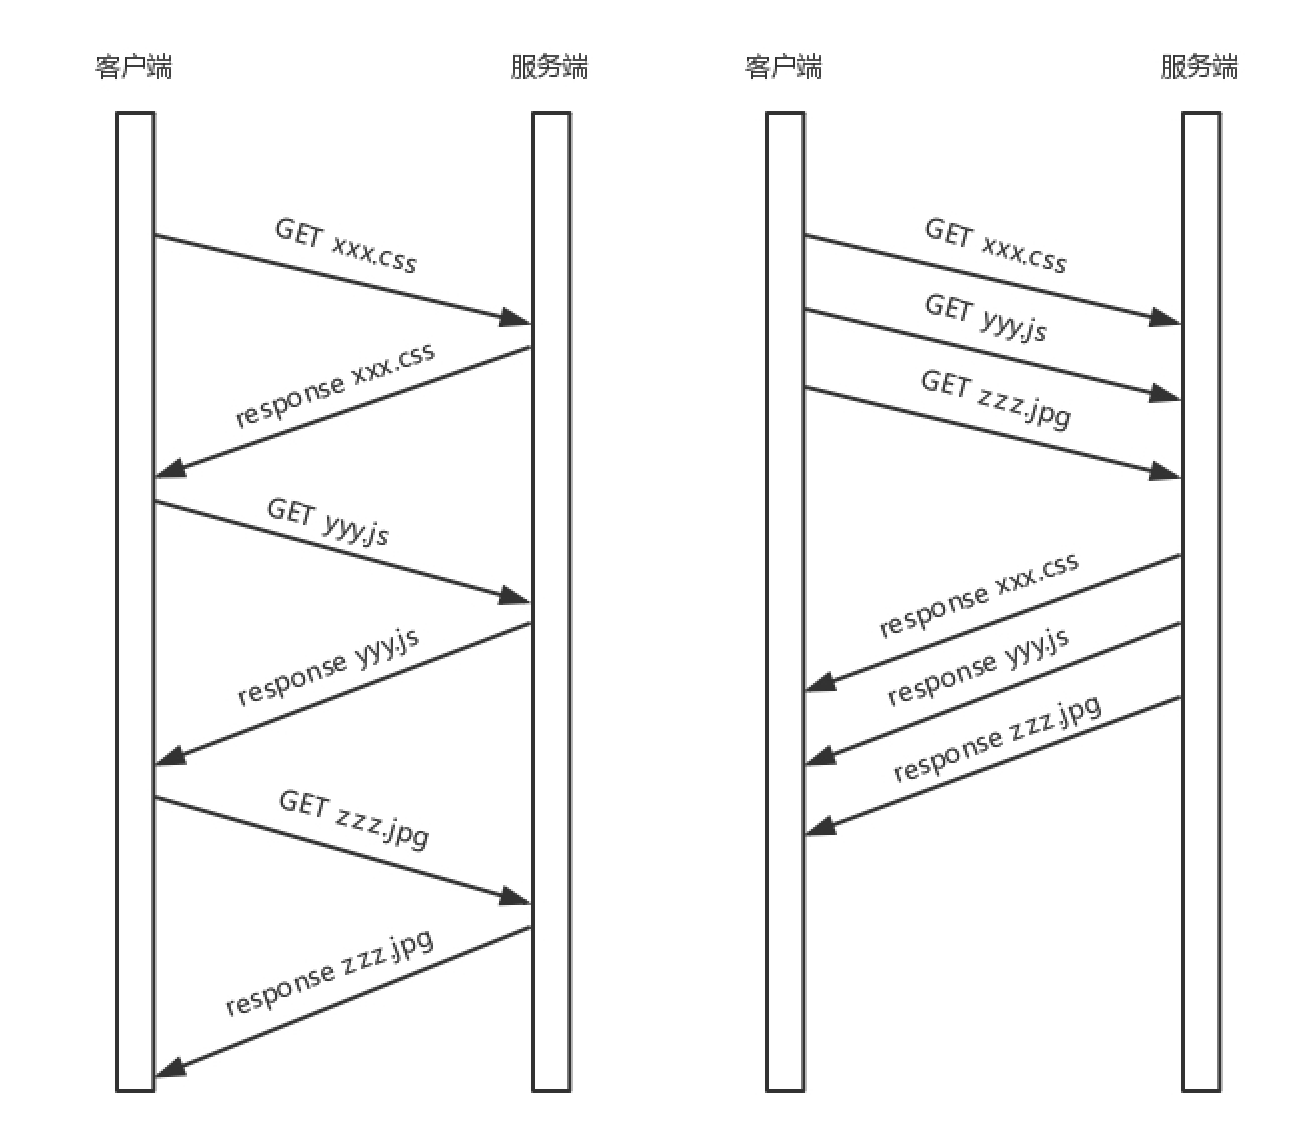 客户端
服务端
GET xxx.css
response xxx.css
GET yyy.js
response yyy.js
GET zzz.jpg
response zzz.jpg
客户端
服务端
GET xxx.css
GET yyy.js
GET zzz.jpg
response xxx.css
response yyy.js
response zzz.jpg